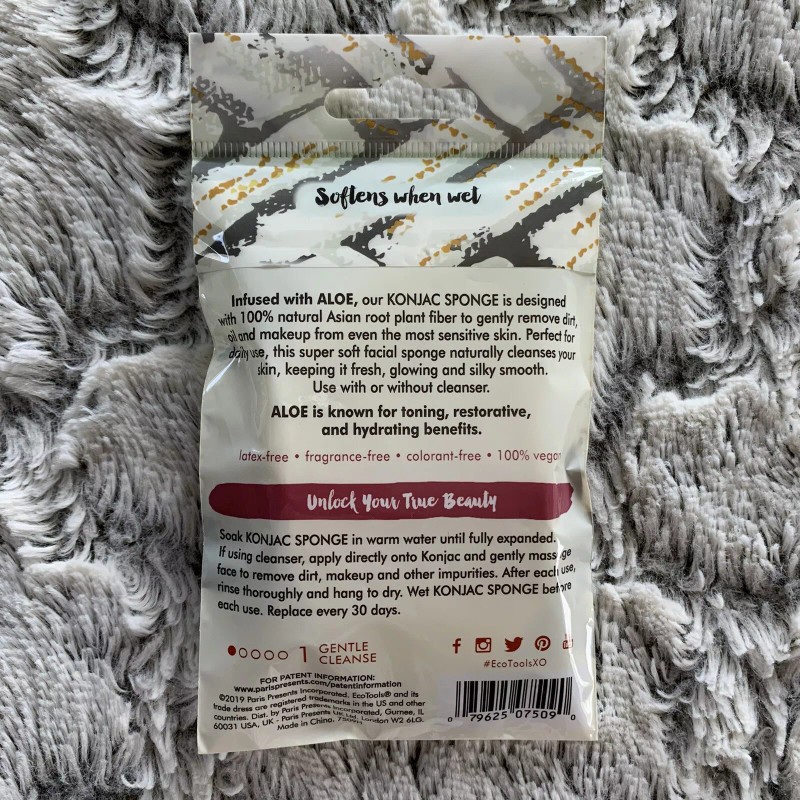 Softens when wet
Infused with ALOE, our KONJAC SPONGE is designed
with 100% natural Asian root plant fiber to gently remove dirt,
oil and makeup from even the most sensitive skin. Perfect for
daily use, this super soft facial sponge naturally cleanses your
skin, keeping it fresh, glowing and silky smooth.
Use with or without cleanser.
ALOE is known for toning, restorative,
and hydrating benefits.
latex-free • fragrance-free • colorant-free • 100% vegan
Unlock Your True Beauty
Soak KONJAC SPONGE in warm water until fully expanded.
If using cleanser, apply directly onto Konjac and gently massage
face to remove dirt, makeup and other impurities. After each use,
rinse thoroughly and hang to dry. Wet KONJAC SPONGE before
each use. Replace every 30 days.
1 GENTLE
CLEANSE
#EcoToolsXO
FOR PATENT INFORMATION:
www.parispresents.com/patentinformation
©2019 Paris Presents Incorporated. EcoTools® and its
trade dress are registered trademarks in the US and other
countries. Dist. by Paris Presents Incorporated, Gurnee, IL
60031 USA, UK - Paris Presents UK Ltd, London W2 6LG.
Made in China.
0 79625 07509 0